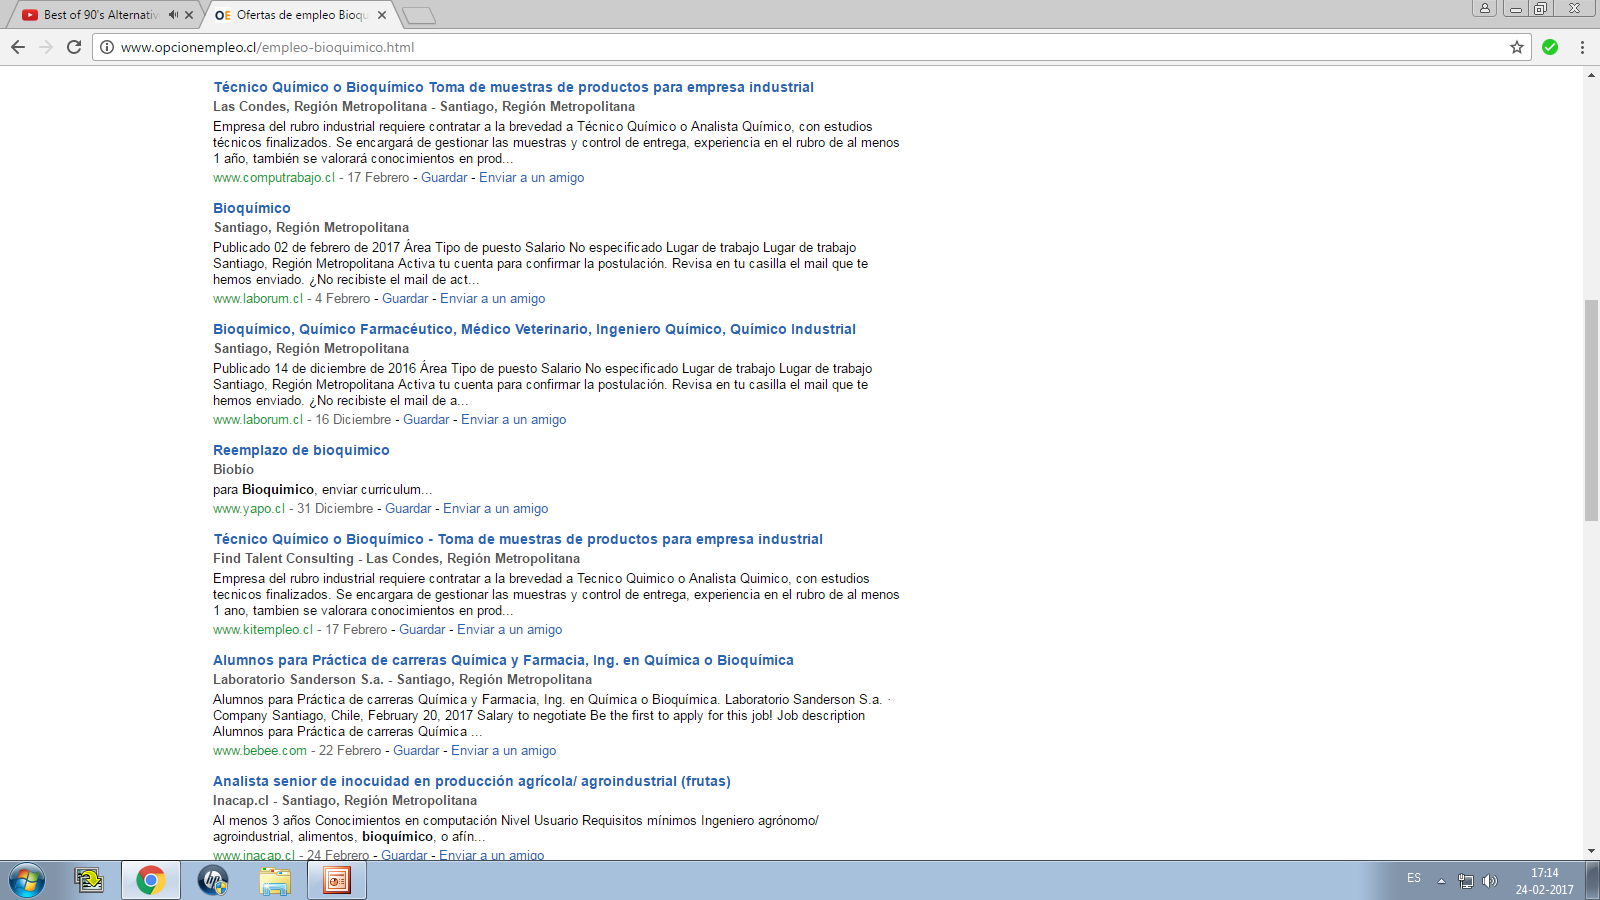 Best of 90's Alternativ
OE Ofertas de empleo Bioqu
www.opcionempleo.cl/empleo-bioquimico.html
Técnico Químico o Bioquímico Toma de muestras de productos para empresa industrial
Las Condes, Región Metropolitana - Santiago, Región Metropolitana
Empresa del rubro industrial requiere contratar a la brevedad a Técnico Químico o Analista Químico, con estudios
técnicos finalizados. Se encargará de gestionar las muestras y control de entrega, experiencia en el rubro de al menos
1 año, también se valorará conocimientos en prod...
www.computrabajo.cl - 17 Febrero - Guardar - Enviar a un amigo
Bioquímico
Santiago, Región Metropolitana
Publicado 02 de febrero de 2017 Área Tipo de puesto Salario No especificado Lugar de trabajo Lugar de trabajo
Santiago, Región Metropolitana Activa tu cuenta para confirmar la postulación. Revisa en tu casilla el mail que te
hemos enviado. ¿No recibiste el mail de act...
www.laborum.cl - 4 Febrero - Guardar - Enviar a un amigo
Bioquímico, Químico Farmacéutico, Médico Veterinario, Ingeniero Químico, Químico Industrial
Santiago, Región Metropolitana
Publicado 14 de diciembre de 2016 Área Tipo de puesto Salario No especificado Lugar de trabajo Lugar de trabajo
Santiago, Región Metropolitana Activa tu cuenta para confirmar la postulación. Revisa en tu casilla el mail que te
hemos enviado. ¿No recibiste el mail de a...
www.laborum.cl - 16 Diciembre - Guardar - Enviar a un amigo
Reemplazo de bioquimico
Biobío
para Bioquimico, enviar curriculum...
www.yapo.cl - 31 Diciembre - Guardar - Enviar a un amigo
Técnico Químico o Bioquímico - Toma de muestras de productos para empresa industrial
Find Talent Consulting - Las Condes, Región Metropolitana
Empresa del rubro industrial requiere contratar a la brevedad a Tecnico Quimico o Analista Quimico, con estudios
tecnicos finalizados. Se encargara de gestionar las muestras y control de entrega, experiencia en el rubro de al menos
1 ano, tambien se valorara conocimientos en prod...
www.kitempleo.cl - 17 Febrero - Guardar - Enviar a un amigo
Alumnos para Práctica de carreras Química y Farmacia, Ing. en Química o Bioquímica
Laboratorio Sanderson S.a. - Santiago, Región Metropolitana
Alumnos para Práctica de carreras Química y Farmacia, Ing. en Química o Bioquímica. Laboratorio Sanderson S.a. ·
Company Santiago, Chile, February 20, 2017 Salary to negotiate Be the first to apply for this job! Job description
Alumnos para Práctica de carreras Química ...
www.bebee.com - 22 Febrero - Guardar - Enviar a un amigo
Analista senior de inocuidad en producción agrícola/ agroindustrial (frutas)
Inacap.cl - Santiago, Región Metropolitana
Al menos 3 años Conocimientos en computación Nivel Usuario Requisitos mínimos Ingeniero agrónomo/
agroindustrial, alimentos, bioquímico, o afín...
www.inacap.cl - 24 Febrero - Guardar - Enviar a un amigo
hp
ES
17:14
24-02-2017